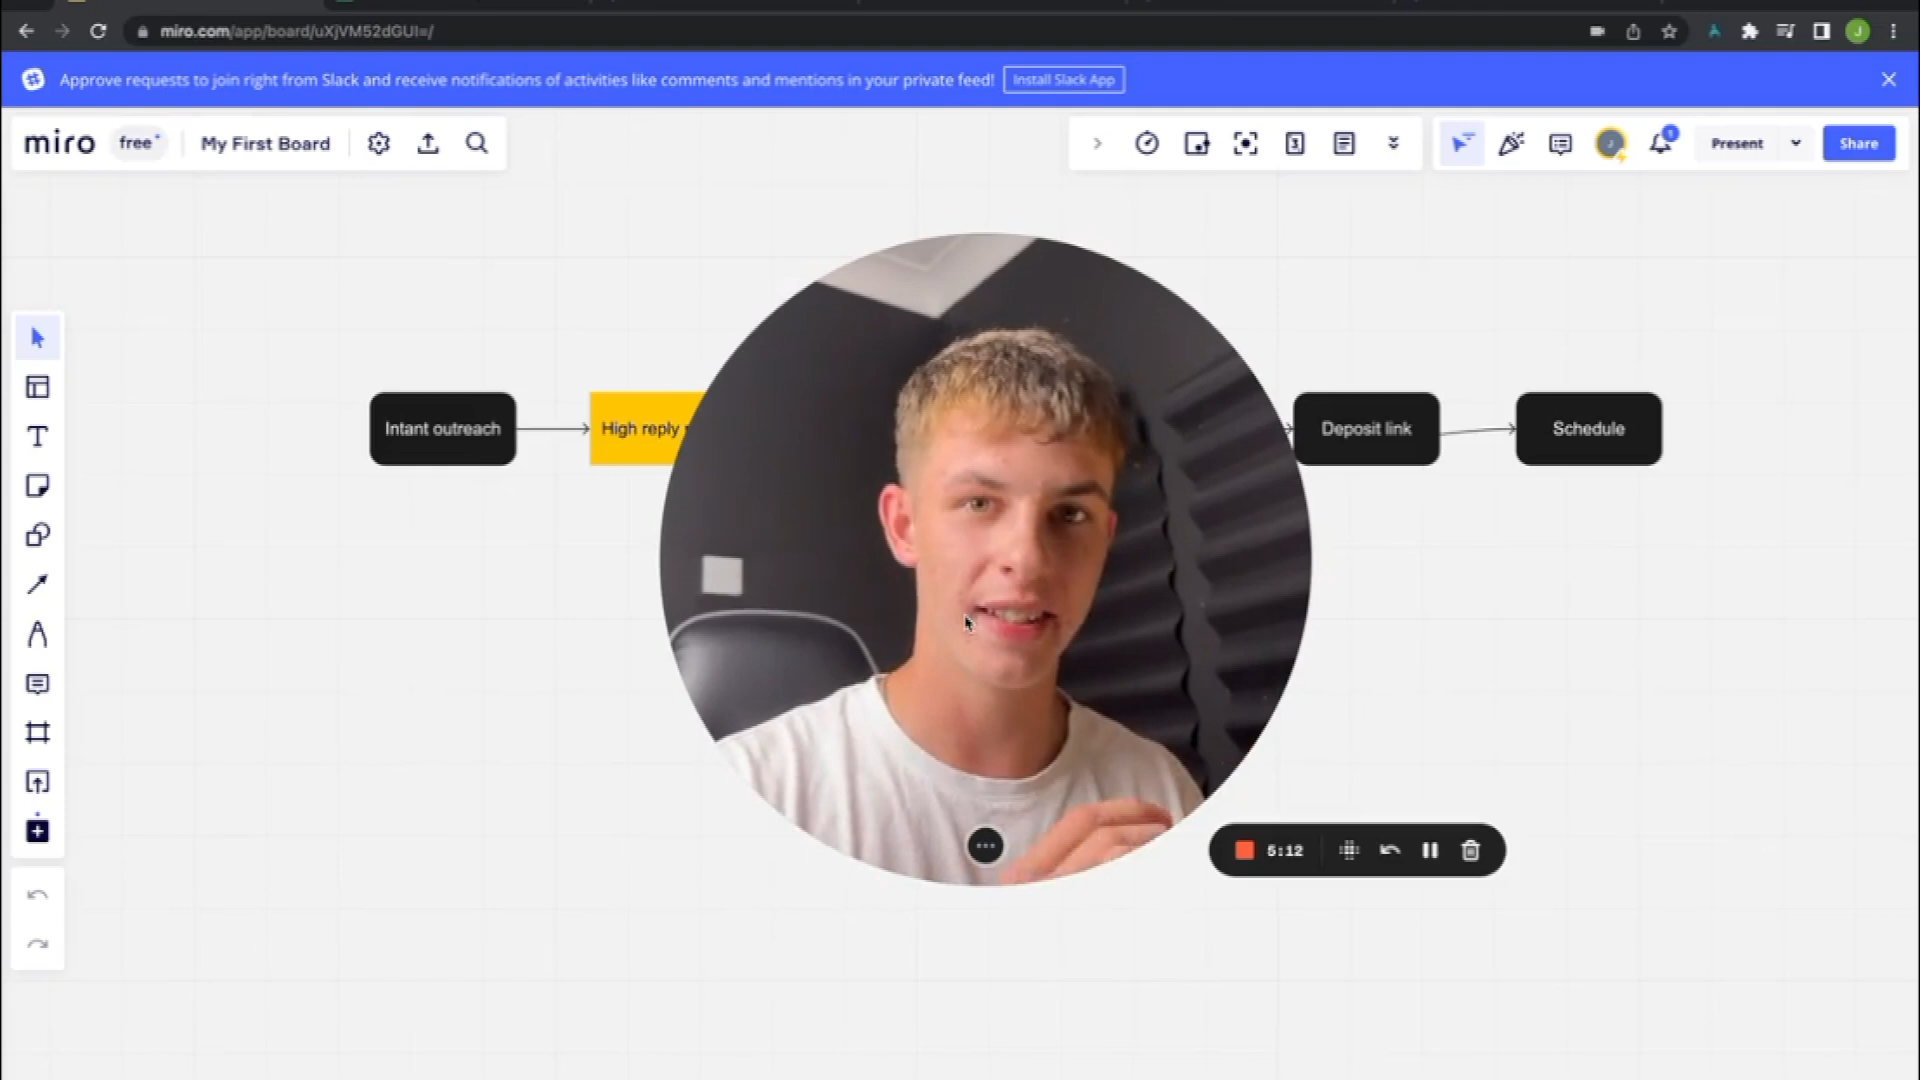 miro.com/app/board/uXjVM52dGUI=/
J
Approve requests to join right from Slack and receive notifications of activities like comments and mentions in your private feed!
Install Slack App
miro
free
My First Board
3
J
1
Present
Share
Intant outreach
High reply
Deposit link
Schedule
5:12